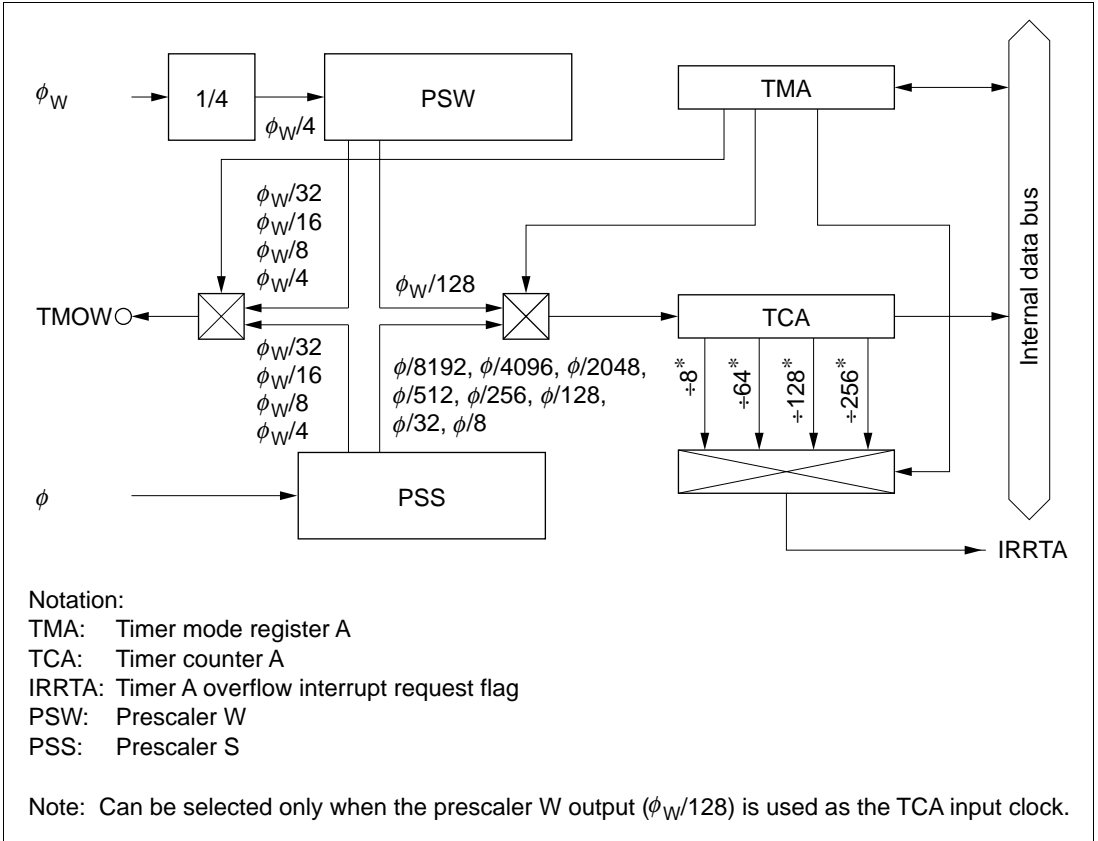 ϕW
1/4
PSW
TMA
ϕW/4
ϕW/32
ϕW/16
ϕW/8
ϕW/4
ϕW/128
TMOW
TCA
Internal data bus
ϕW/32
ϕW/16
ϕW/8
ϕW/4
ϕ/8192, ϕ/4096, ϕ/2048,
ϕ/512, ϕ/256, ϕ/128,
ϕ/32, ϕ/8
÷8*
÷64*
÷128*
÷256*
ϕ
PSS
IRRTA
Notation:
TMA: Timer mode register A
TCA: Timer counter A
IRRTA: Timer A overflow interrupt request flag
PSW: Prescaler W
PSS: Prescaler S
Note: Can be selected only when the prescaler W output (ϕW/128) is used as the TCA input clock.